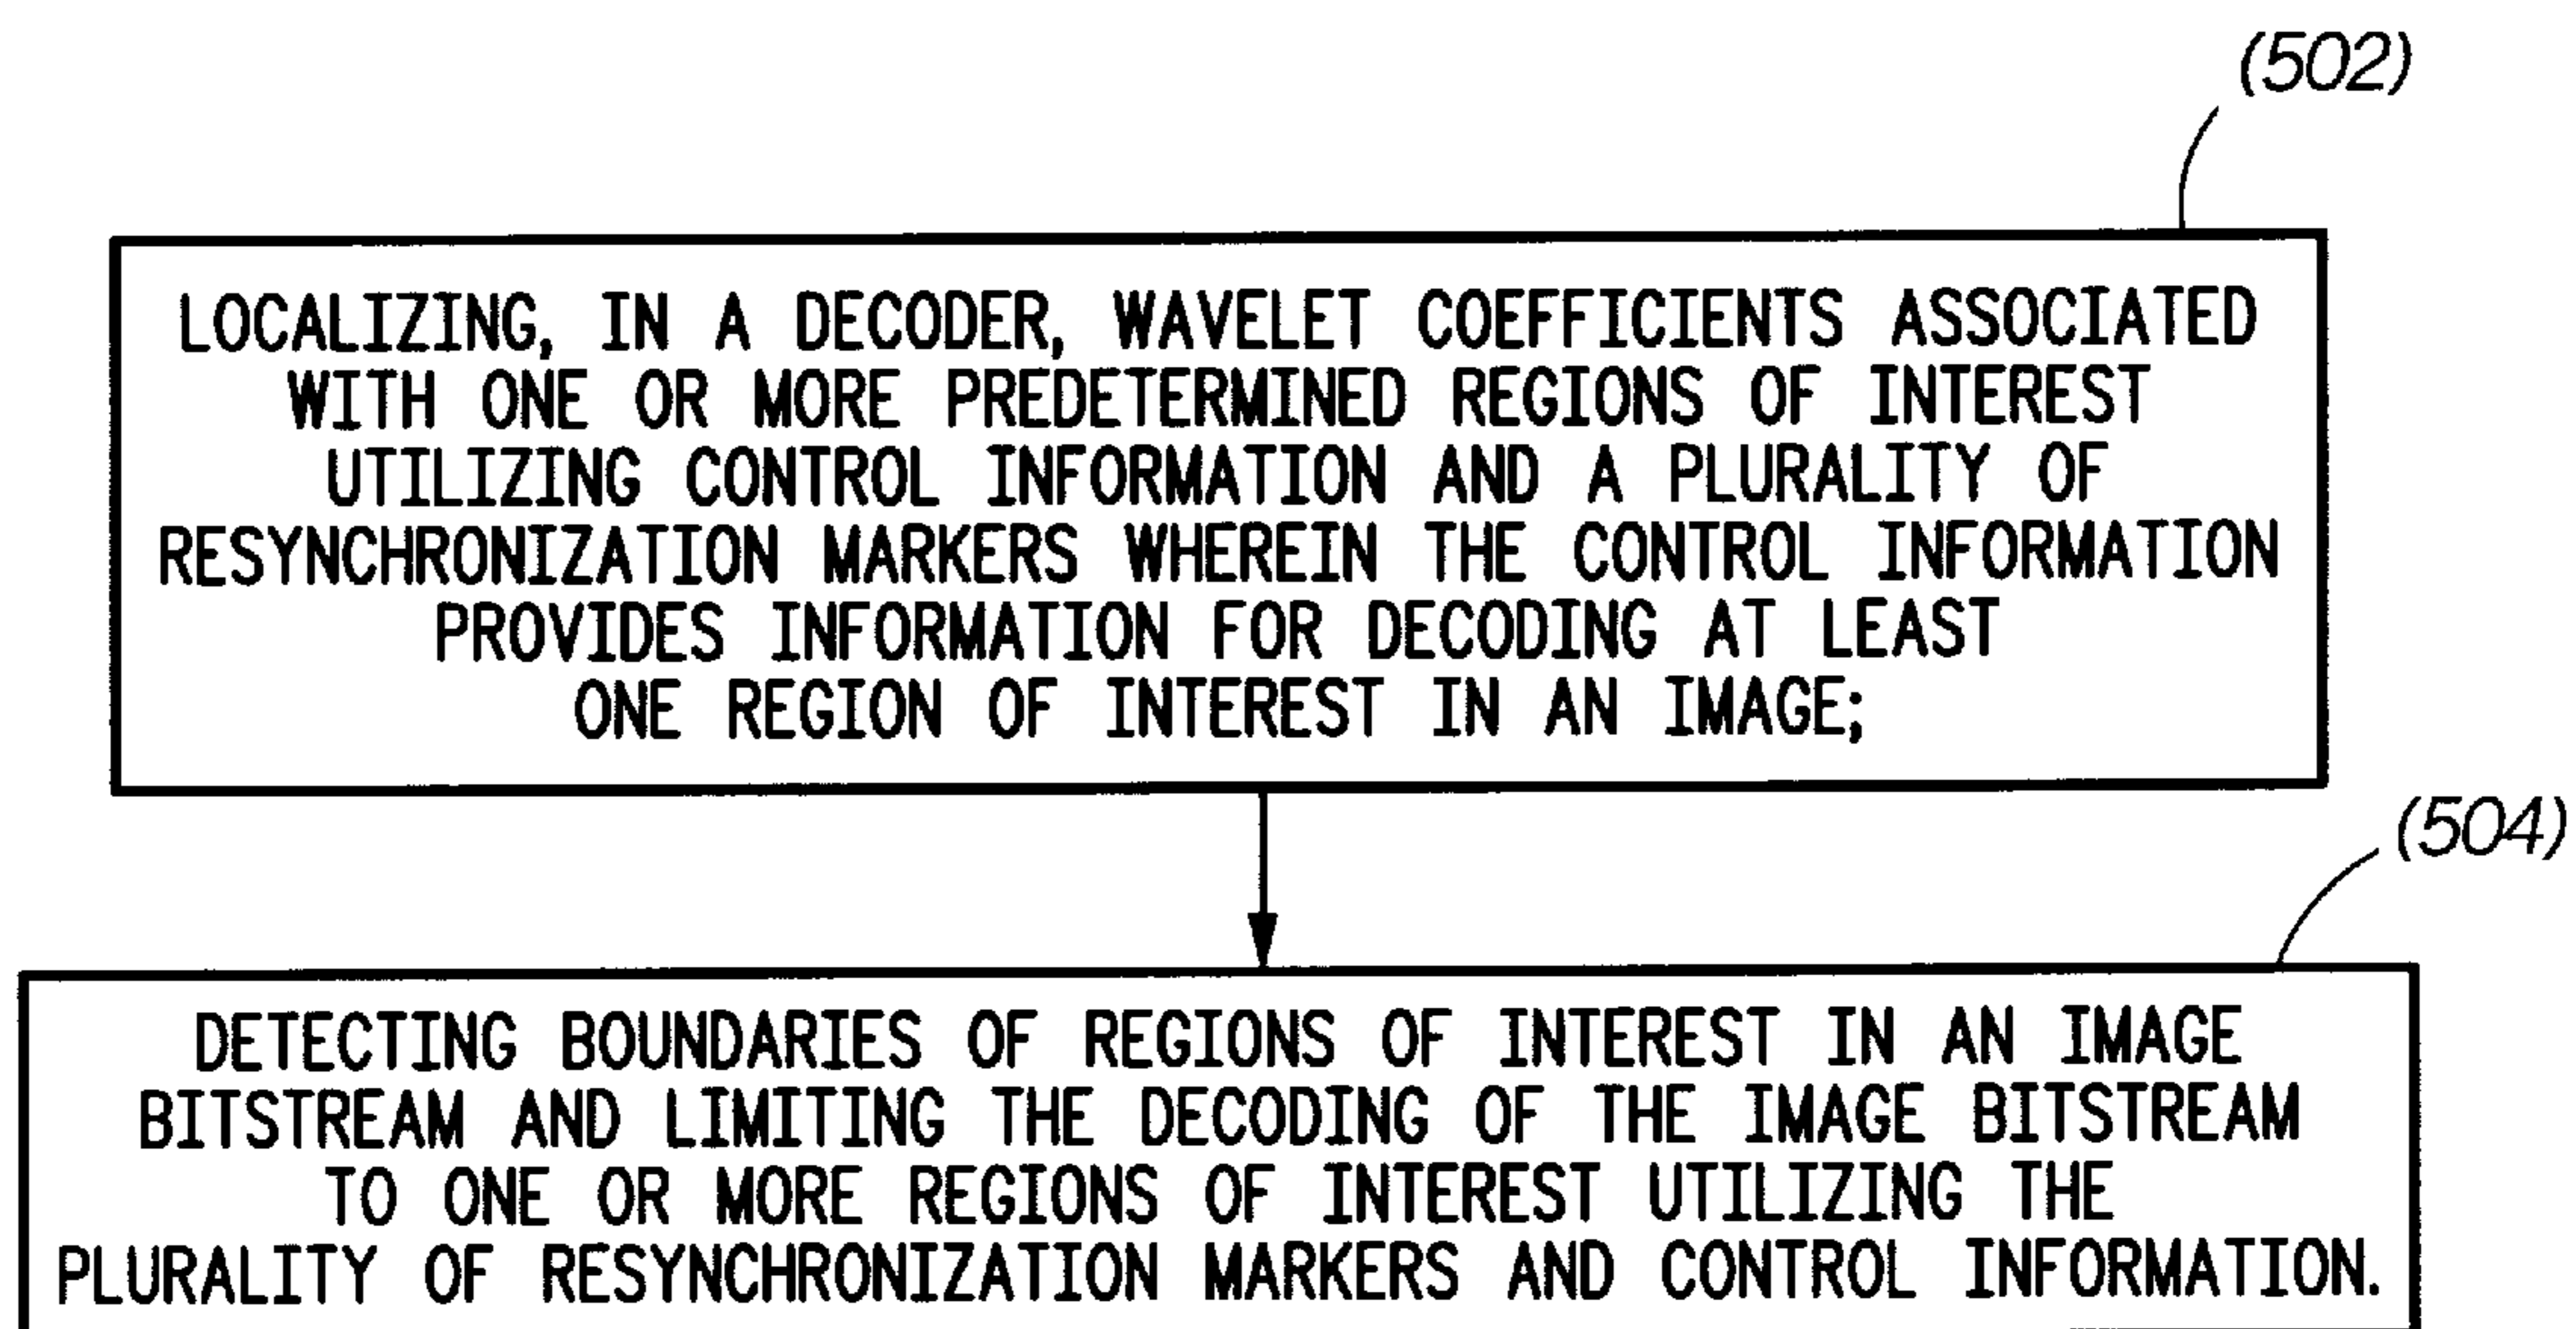 (502)
LOCALIZING, IN A DECODER, WAVELET COEFFICIENTS ASSOCIATED
WITH ONE OR MORE PREDETERMINED REGIONS OF INTEREST
UTILIZING CONTROL INFORMATION AND A PLURALITY OF
RESYNCHRONIZATION MARKERS WHEREIN THE CONTROL INFORMATION
PROVIDES INFORMATION FOR DECODING AT LEAST
ONE REGION OF INTEREST IN AN IMAGE;
(504)
DETECTING BOUNDARIES OF REGIONS OF INTEREST IN AN IMAGE
BITSTREAM AND LIMITING THE DECODING OF THE IMAGE BITSTREAM
TO ONE OR MORE REGIONS OF INTEREST UTILIZING THE
PLURALITY OF RESYNCHRONIZATION MARKERS AND CONTROL INFORMATION.